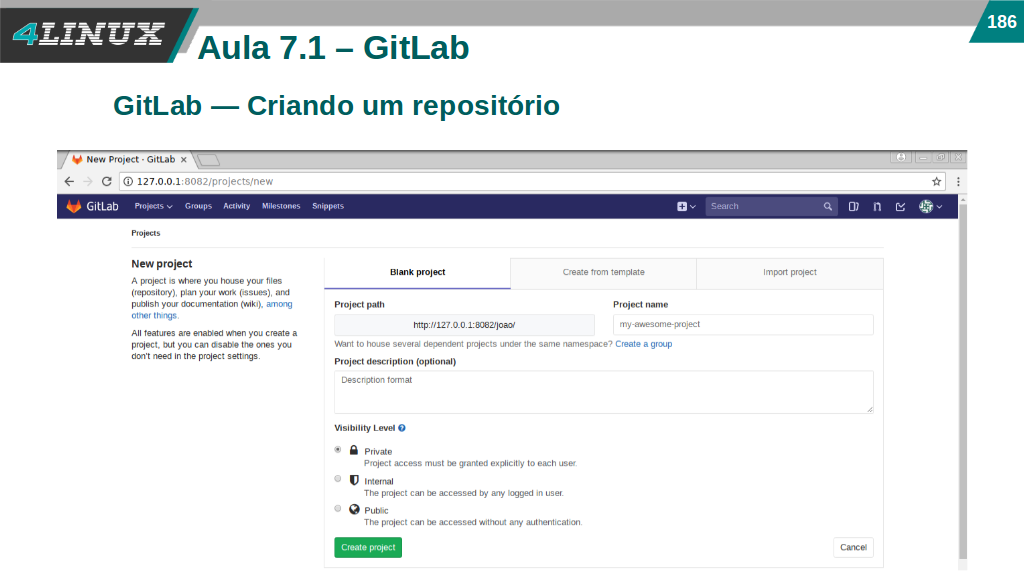 4LINUX
186
Aula 7.1 – GitLab
GitLab — Criando um repositório
New Project · GitLab ×
127.0.0.1:8082/projects/new
GitLab Projects Groups Activity Milestones Snippets Search
Projects
New project
A project is where you house your files
(repository), plan your work (issues), and
publish your documentation (wiki), among
other things.
All features are enabled when you create a
project, but you can disable the ones you
don't need in the project settings.
Blank project Create from template Import project
Project path Project name
http://127.0.0.1:8082/joao/ my-awesome-project
Want to house several dependent projects under the same namespace? Create a group
Project description (optional)
Description format
Visibility Level ?
Private
Project access must be granted explicitly to each user.
Internal
The project can be accessed by any logged in user.
Public
The project can be accessed without any authentication.
Create project Cancel